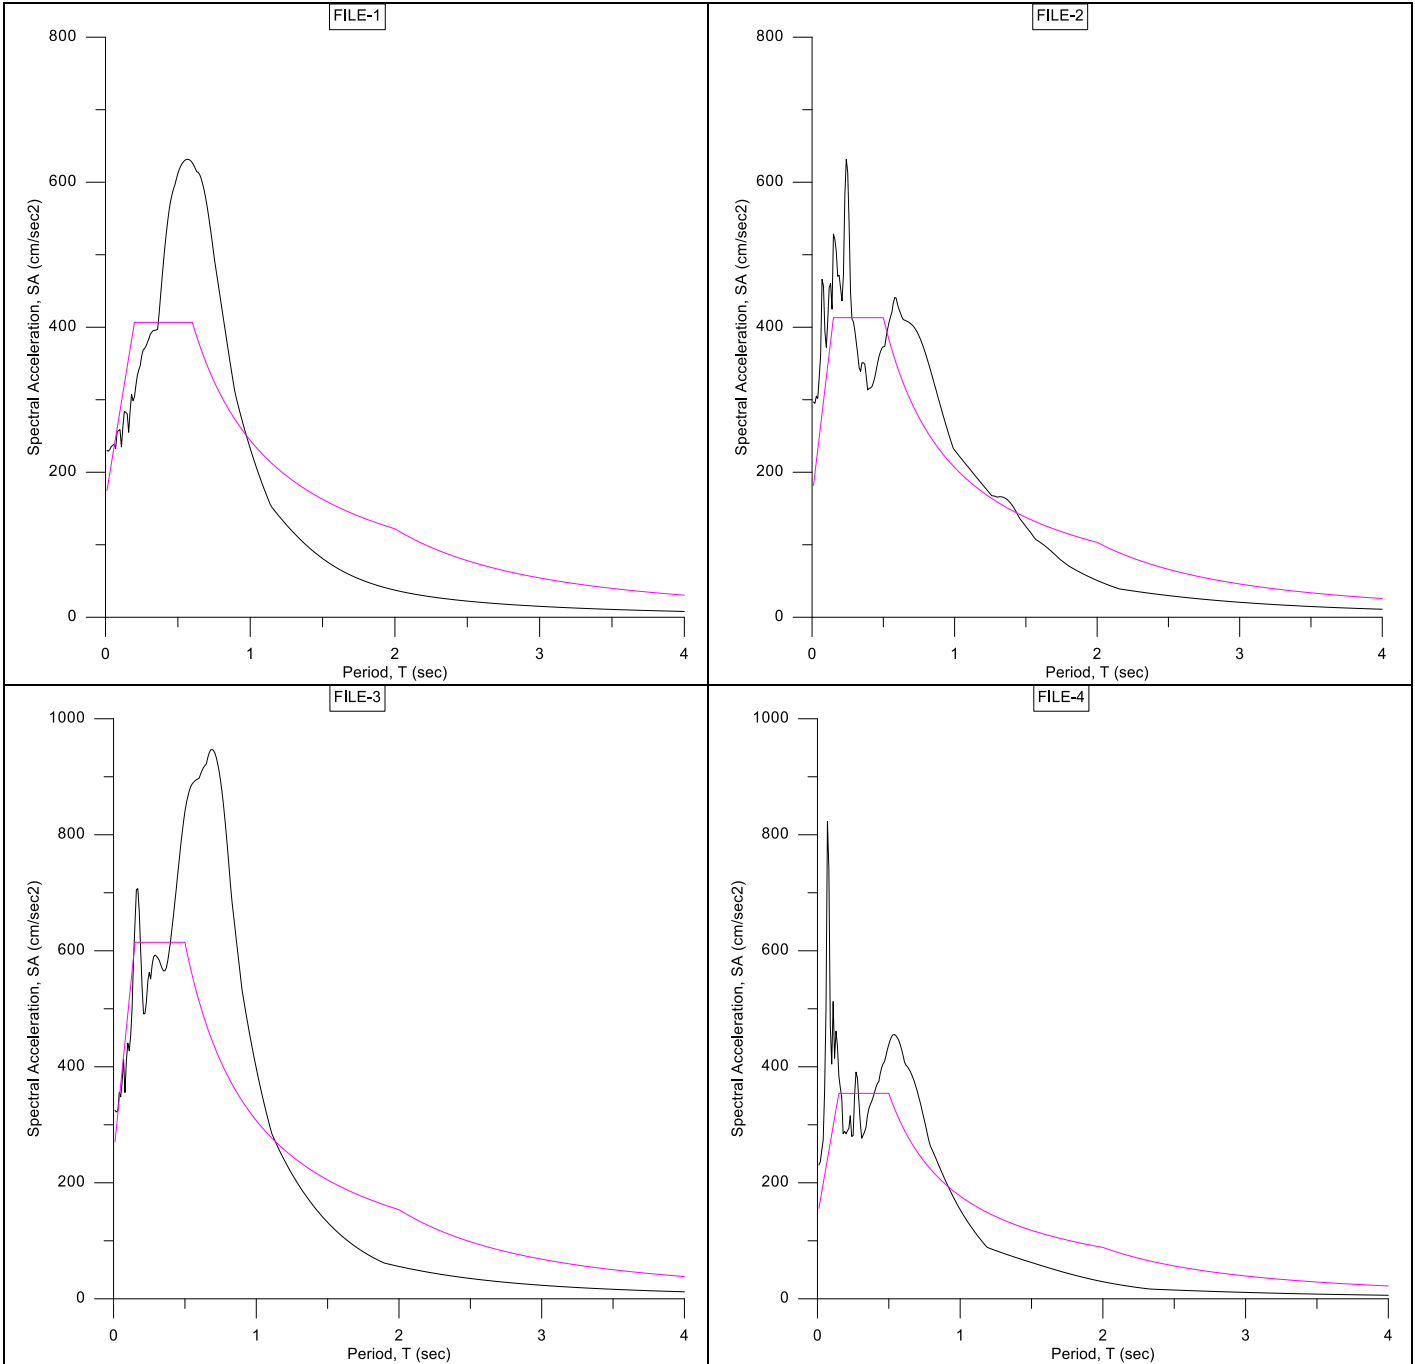 FILE-1
800
600
400
200
0
Spectral Acceleration, SA (cm/sec2)
0 1 2 3 4
Period, T (sec)
FILE-2
800
600
400
200
0
Spectral Acceleration, SA (cm/sec2)
0 1 2 3 4
Period, T (sec)
FILE-3
1000
800
600
400
200
0
Spectral Acceleration, SA (cm/sec2)
0 1 2 3 4
Period, T (sec)
FILE-4
1000
800
600
400
200
0
Spectral Acceleration, SA (cm/sec2)
0 1 2 3 4
Period, T (sec)